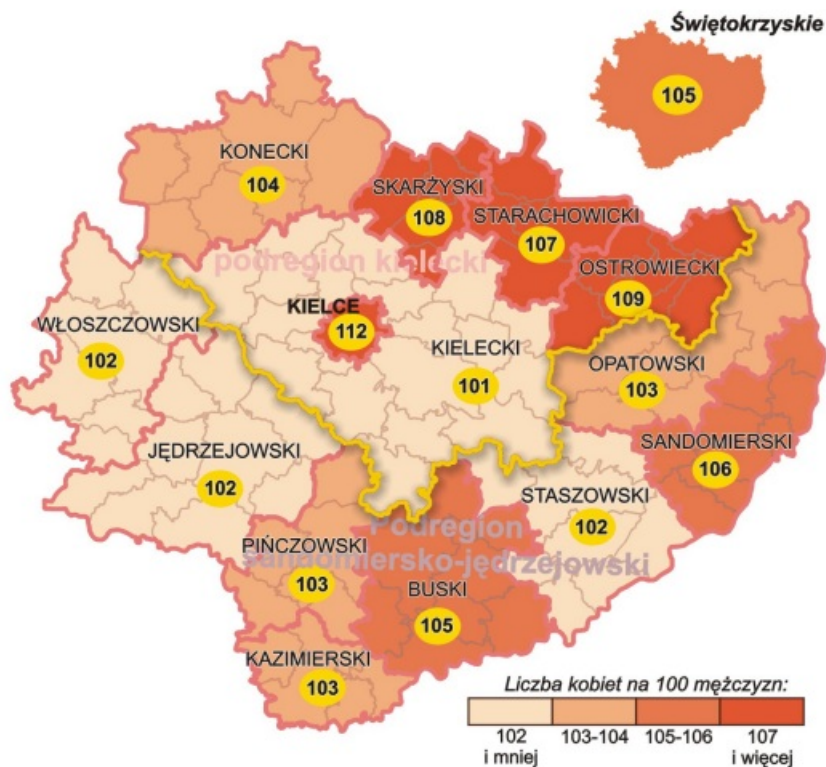 Świętokrzyskie
105
KONECKI
104
SKARŻYSKI
108
STARACHOWICKI
107
podregion kielecki
OSTROWIECKI
109
KIELCE
112
WŁOSZCZOWSKI
102
KIELECKI
101
OPATOWSKI
103
JĘDRZEJOWSKI
102
SANDOMIERSKI
106
STASZOWSKI
102
Podregion
sandomiersko-jędrzejowski
PIŃCZOWSKI
103
BUSKI
105
KAZIMIERSKI
103
Liczba kobiet na 100 mężczyzn:
102
i mniej
103-104
105-106
107
i więcej